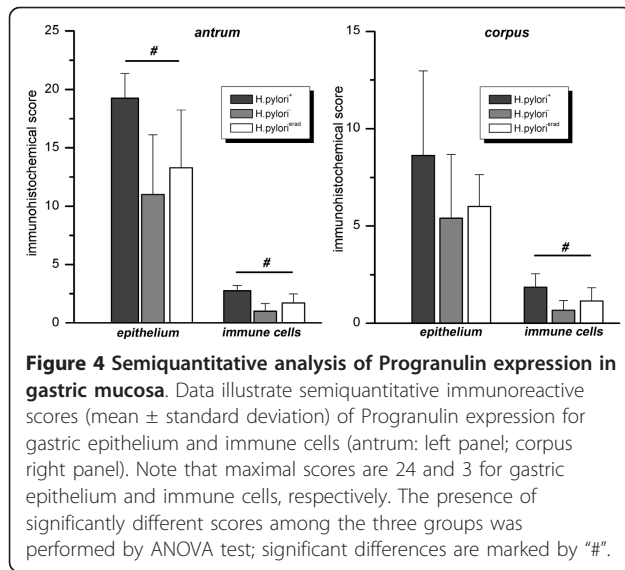 antrum
immunohistochemical score
25
20
15
10
5
0
#
H.pylori+
H.pylori-
H.pylori-erad
#
epithelium
immune cells
corpus
immunohistochemical score
15
10
5
0
H.pylori+
H.pylori-
H.pylori-erad
#
epithelium
immune cells
Figure 4 Semiquantitative analysis of Progranulin expression in
gastric mucosa. Data illustrate semiquantitative immunoreactive
scores (mean ± standard deviation) of Progranulin expression for
gastric epithelium and immune cells (antrum: left panel; corpus
right panel). Note that maximal scores are 24 and 3 for gastric
epithelium and immune cells, respectively. The presence of
significantly different scores among the three groups was
performed by ANOVA test; significant differences are marked by “#”.